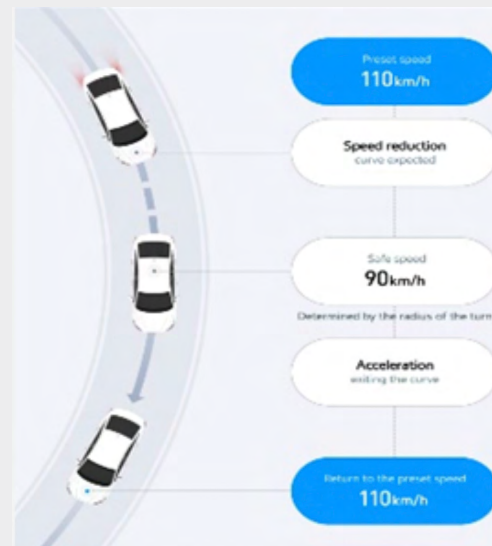 Preset speed
110km/h
Speed reduction
curve expected
Safe speed
90km/h
Determined by the radius of the turn
Acceleration
exiting the curve
Return to the preset speed
110km/h